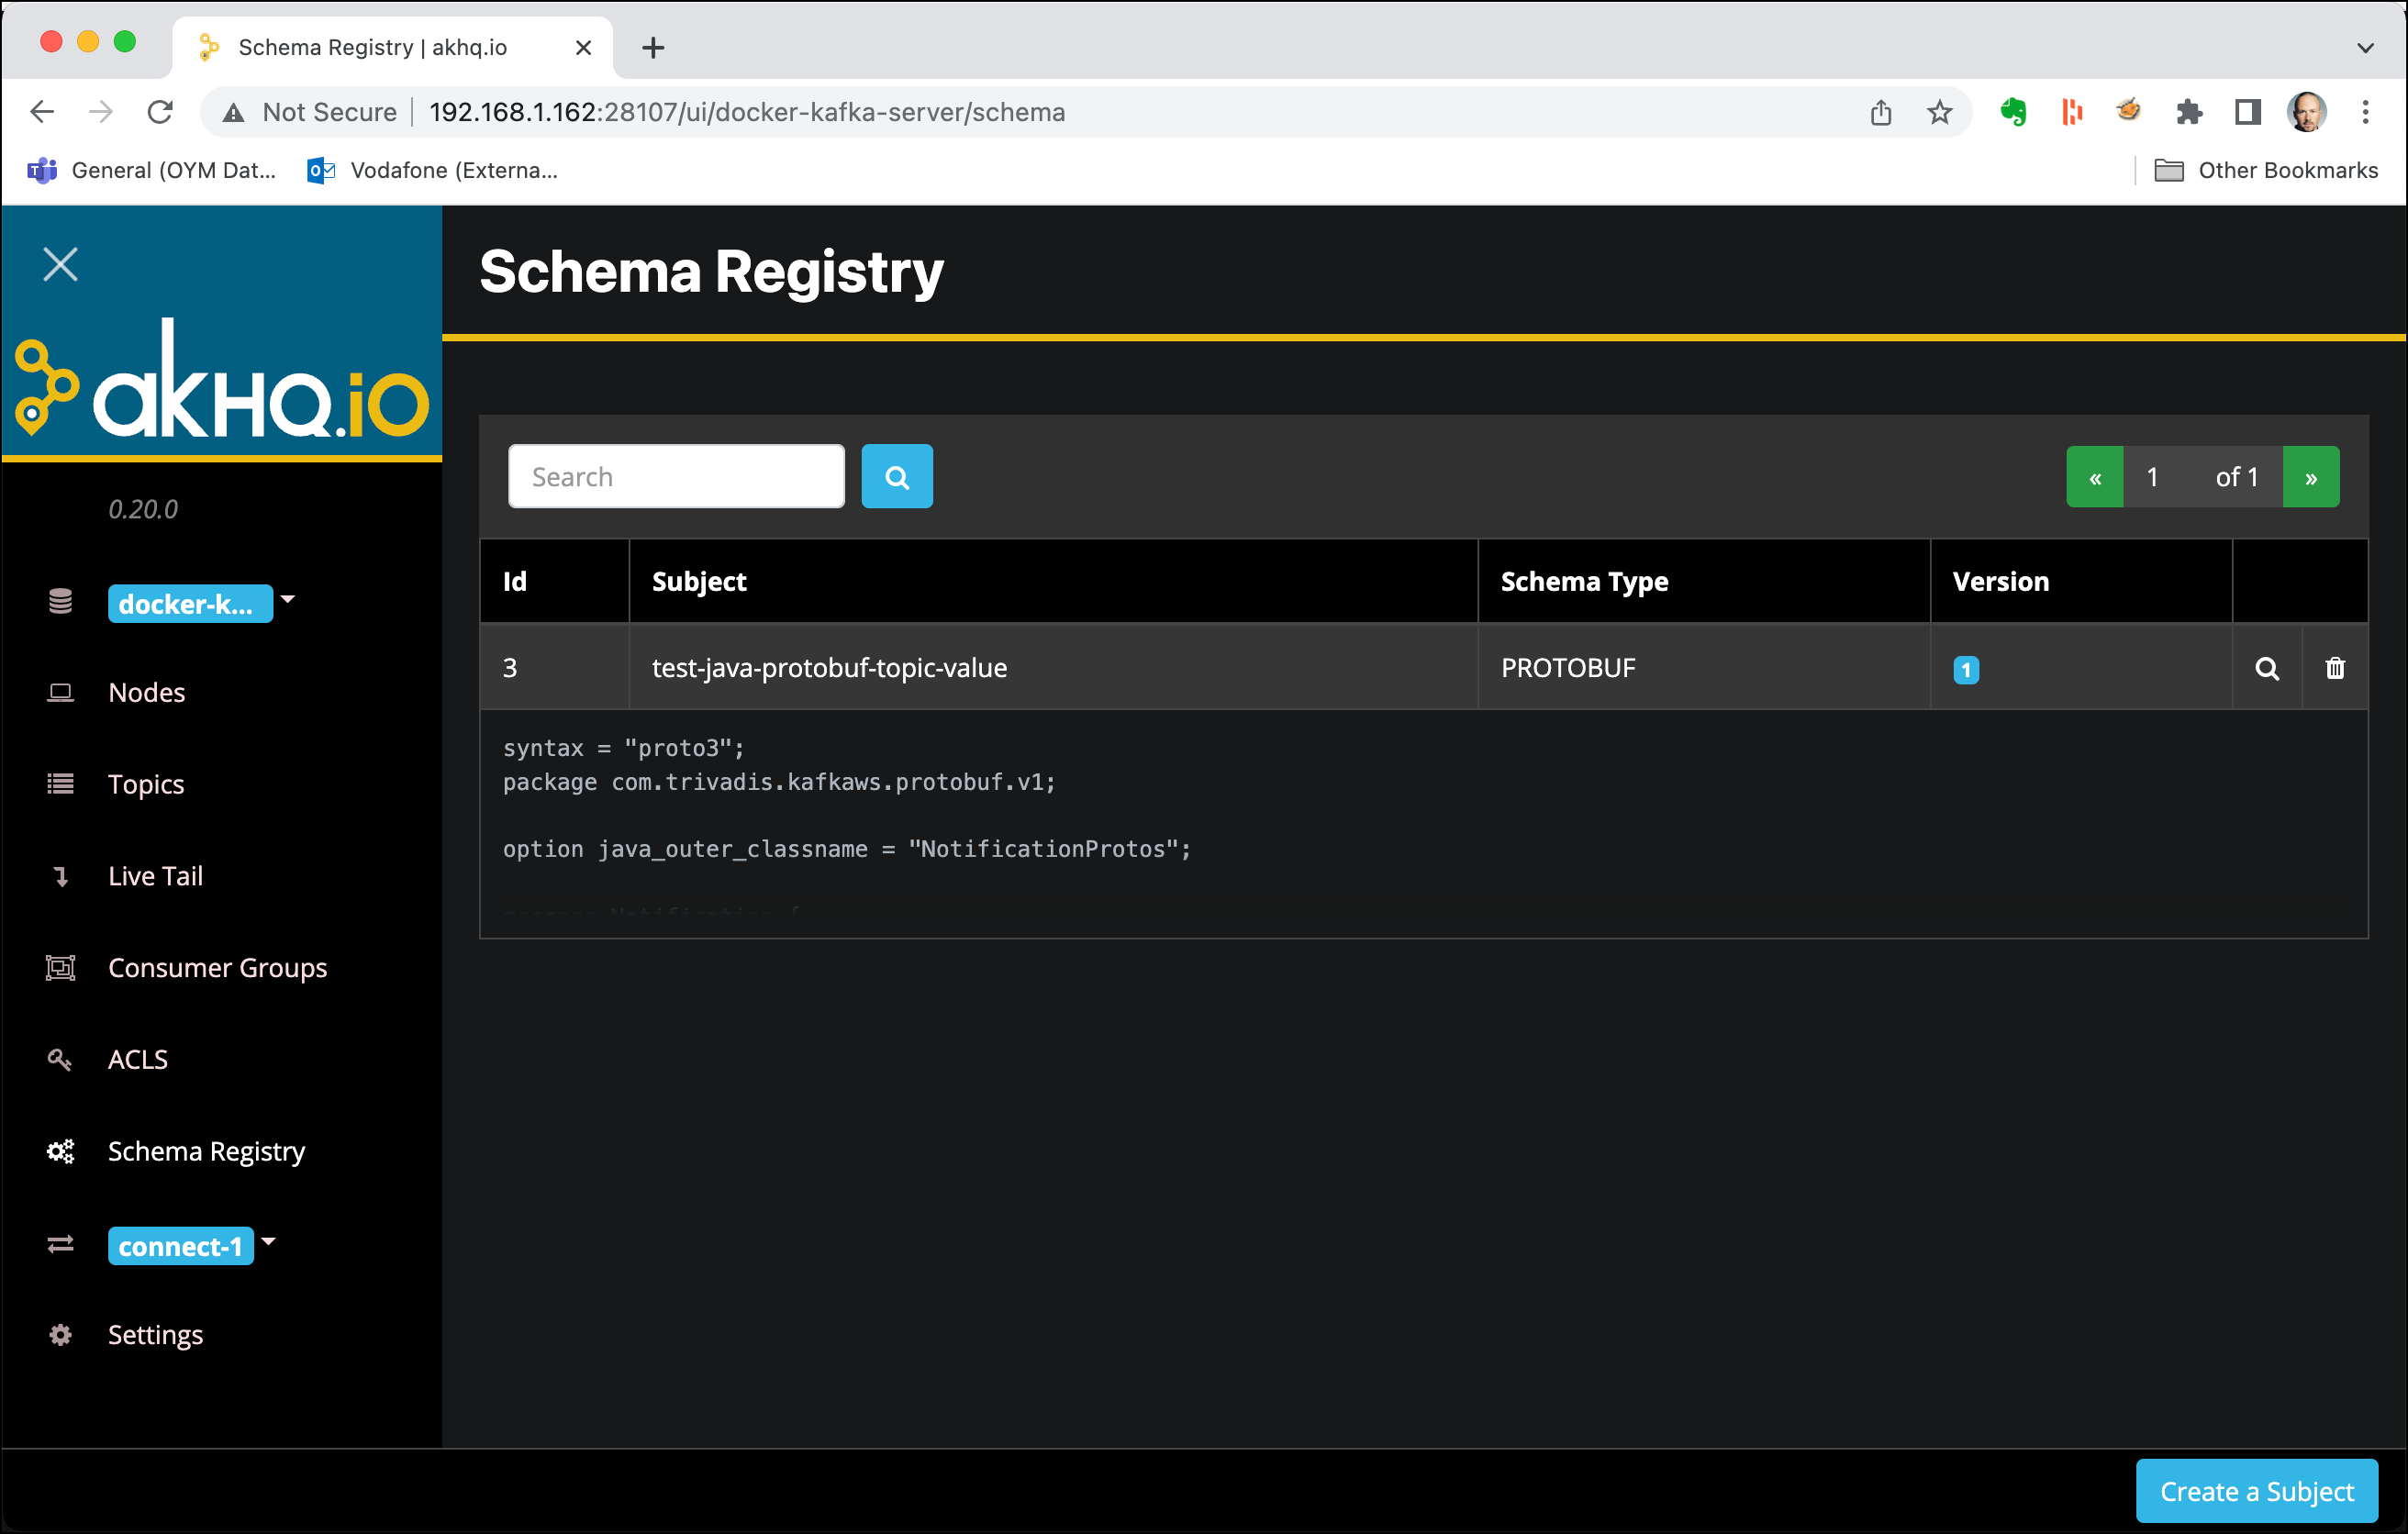 Schema Registry | akhq.io
Not Secure
192.168.1.162:28107/ui/docker-kafka-server/schema
General (OYM Dat...
Vodafone (Externa...
Other Bookmarks
akHQ.io
0.20.0
docker-k...
Nodes
Topics
Live Tail
Consumer Groups
ACLS
Schema Registry
connect-1
Settings
Schema Registry
Search
« 1 of 1 »
Id Subject Schema Type Version
3 test-java-protobuf-topic-value PROTOBUF 1
syntax = "proto3";
package com.trivadis.kafkaws.protobuf.v1;
option java_outer_classname = "NotificationProtos";
Create a Subject